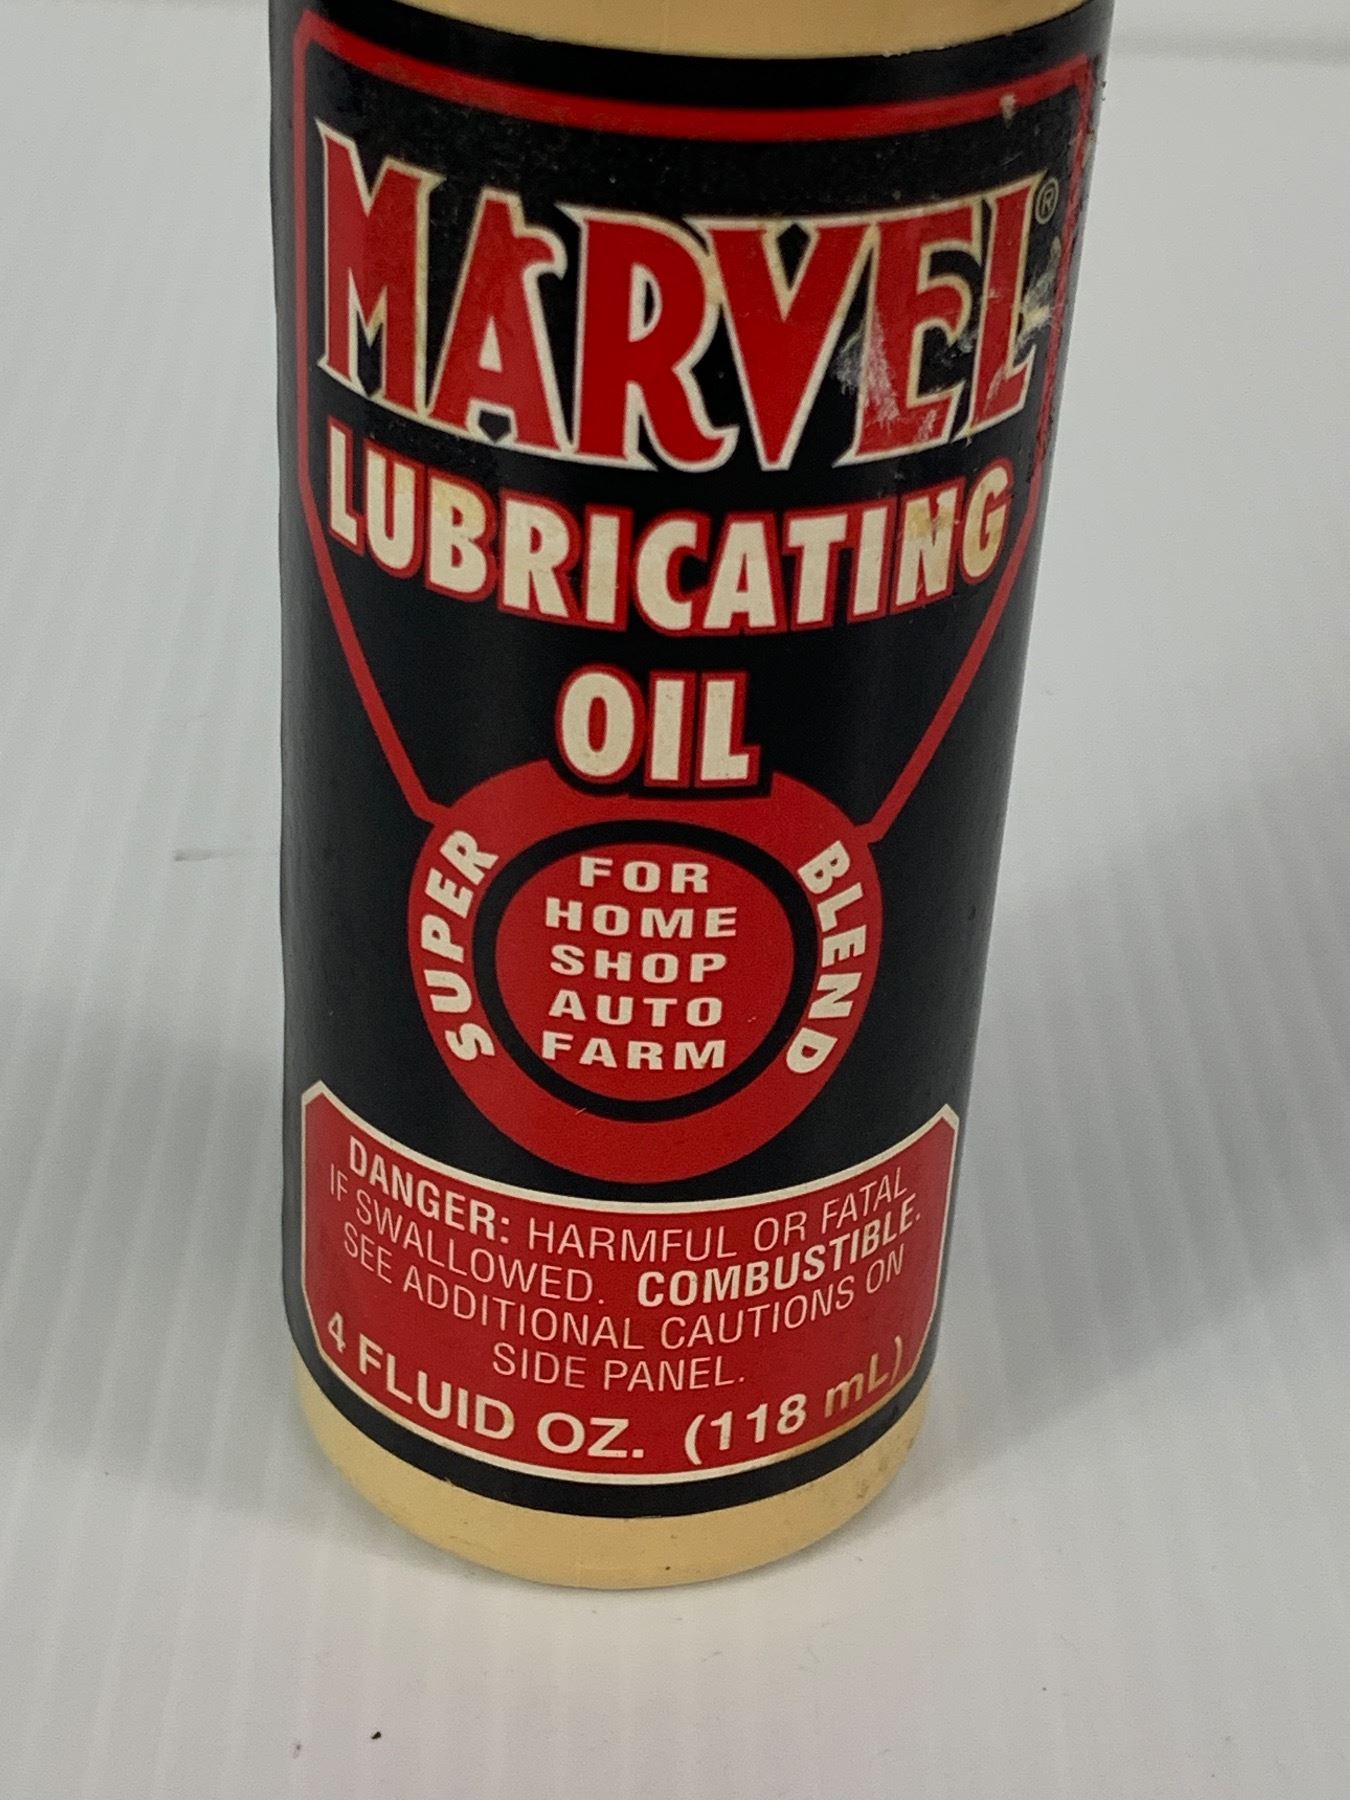 MARVEL®
LUBRICATING
OIL
SUPER
BLEND
FOR
HOME
SHOP
AUTO
FARM
DANGER: HARMFUL OR FATAL
IF SWALLOWED. COMBUSTIBLE.
SEE ADDITIONAL CAUTIONS ON
SIDE PANEL.
4 FLUID OZ. (118 mL)